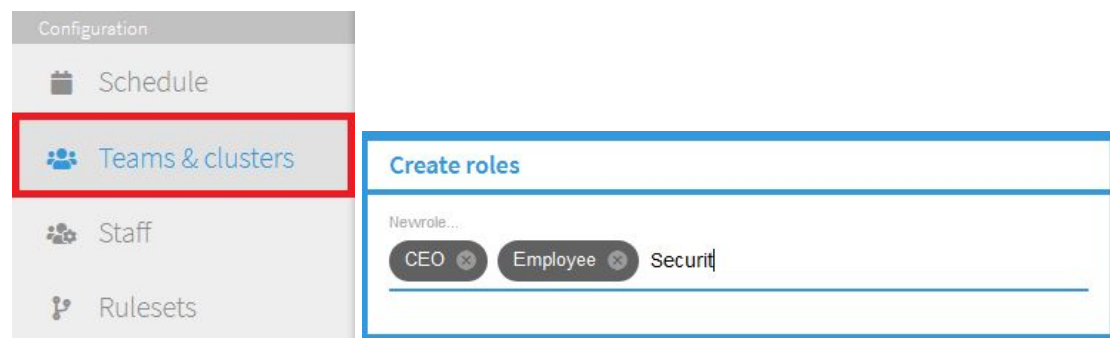 Configuration
Schedule
Teams & clusters
Staff
Rulesets
Create roles
Newrole...
CEO Employee Securit